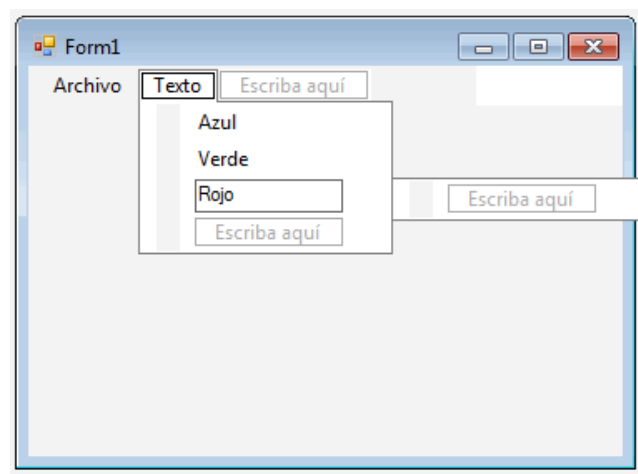 Form1
Archivo Texto Escriba aquí
Azul
Verde
Rojo Escriba aquí
Escriba aquí